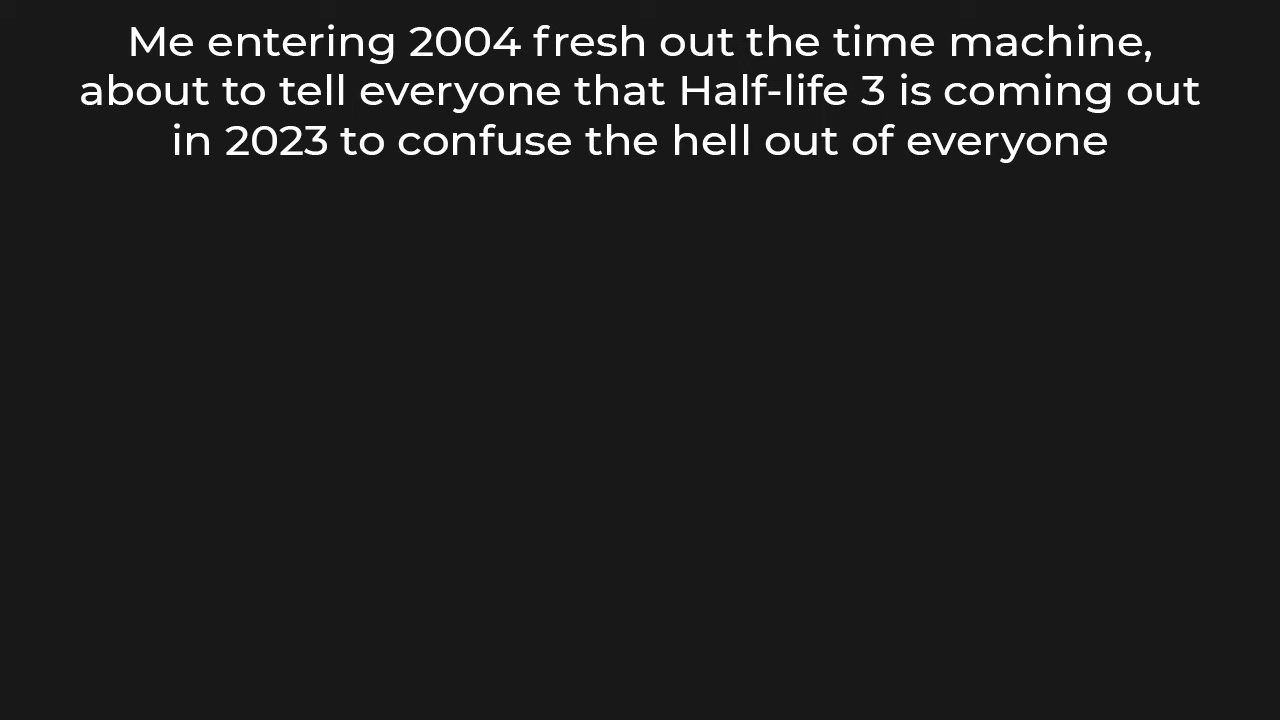 Me entering 2004 fresh out the time machine,
about to tell everyone that Half-life 3 is coming out
in 2023 to confuse the hell out of everyone